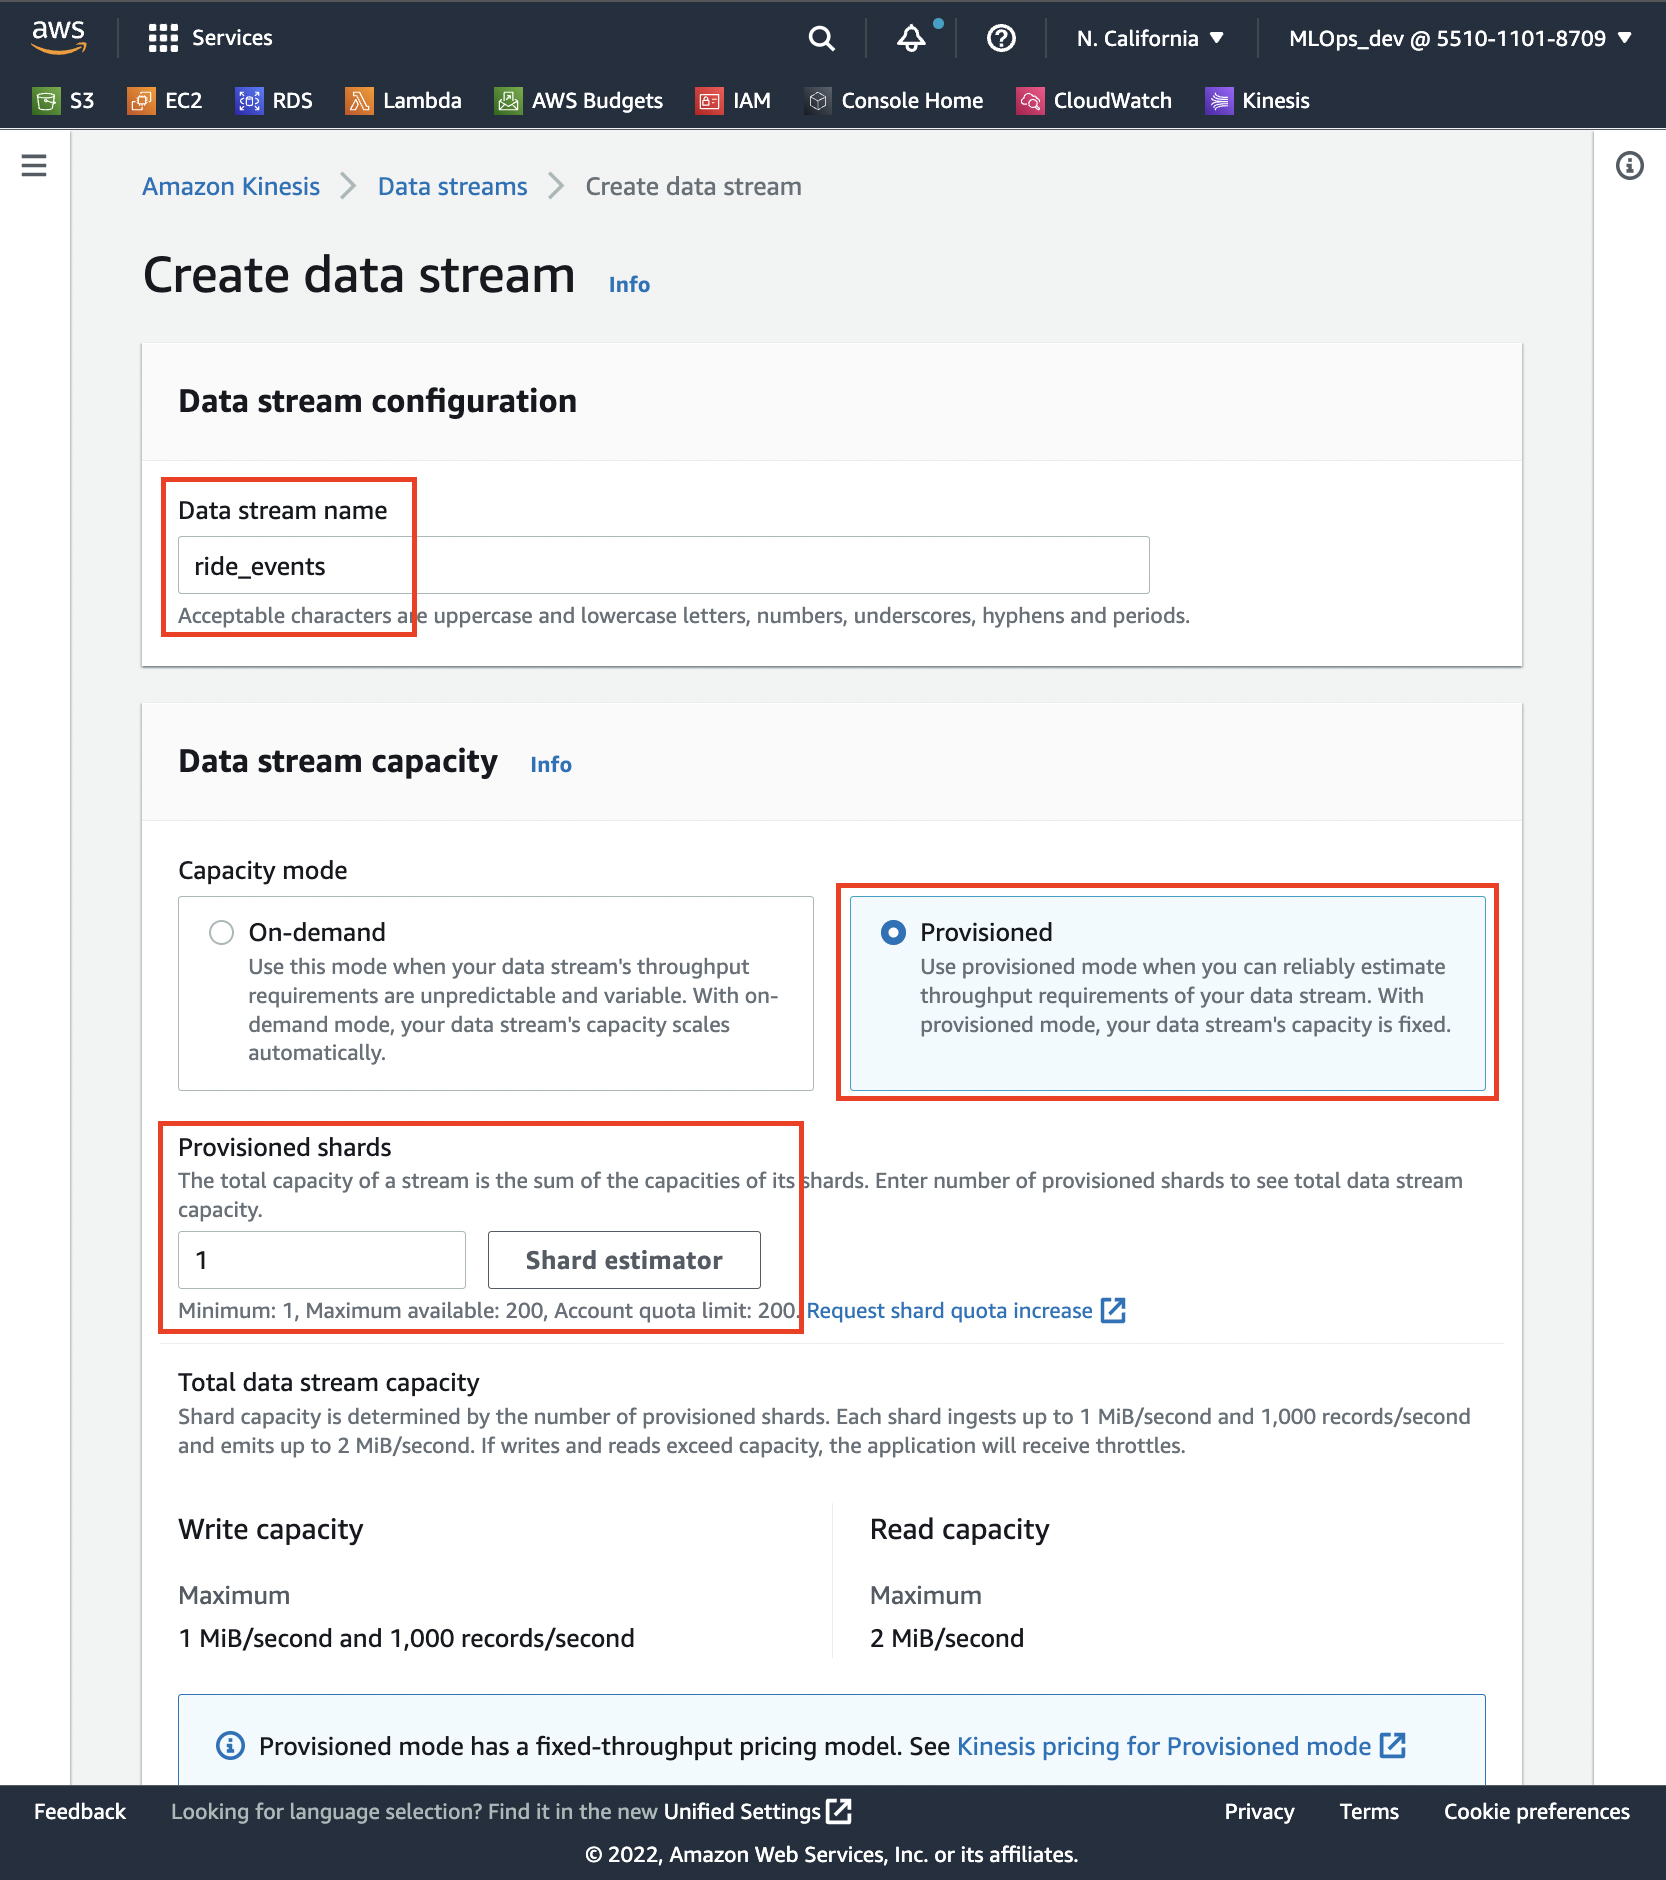 aws
Services
N. California
MLOps_dev @ 5510-1101-8709
S3
EC2
RDS
Lambda
AWS Budgets
IAM
Console Home
CloudWatch
Kinesis
Amazon Kinesis
Data streams
Create data stream
Create data stream
Info
Data stream configuration
Data stream name
ride_events
Acceptable characters are uppercase and lowercase letters, numbers, underscores, hyphens and periods.
Data stream capacity
Info
Capacity mode
On-demand
Use this mode when your data stream's throughput
requirements are unpredictable and variable. With on-
demand mode, your data stream's capacity scales
automatically.
Provisioned
Use provisioned mode when you can reliably estimate
throughput requirements of your data stream. With
provisioned mode, your data stream's capacity is fixed.
Provisioned shards
The total capacity of a stream is the sum of the capacities of its shards. Enter number of provisioned shards to see total data stream
capacity.
1
Shard estimator
Minimum: 1, Maximum available: 200, Account quota limit: 200. Request shard quota increase
Total data stream capacity
Shard capacity is determined by the number of provisioned shards. Each shard ingests up to 1 MiB/second and 1,000 records/second
and emits up to 2 MiB/second. If writes and reads exceed capacity, the application will receive throttles.
Write capacity
Maximum
1 MiB/second and 1,000 records/second
Read capacity
Maximum
2 MiB/second
Provisioned mode has a fixed-throughput pricing model. See Kinesis pricing for Provisioned mode
Feedback
Looking for language selection? Find it in the new Unified Settings
Privacy
Terms
Cookie preferences
© 2022, Amazon Web Services, Inc. or its affiliates.